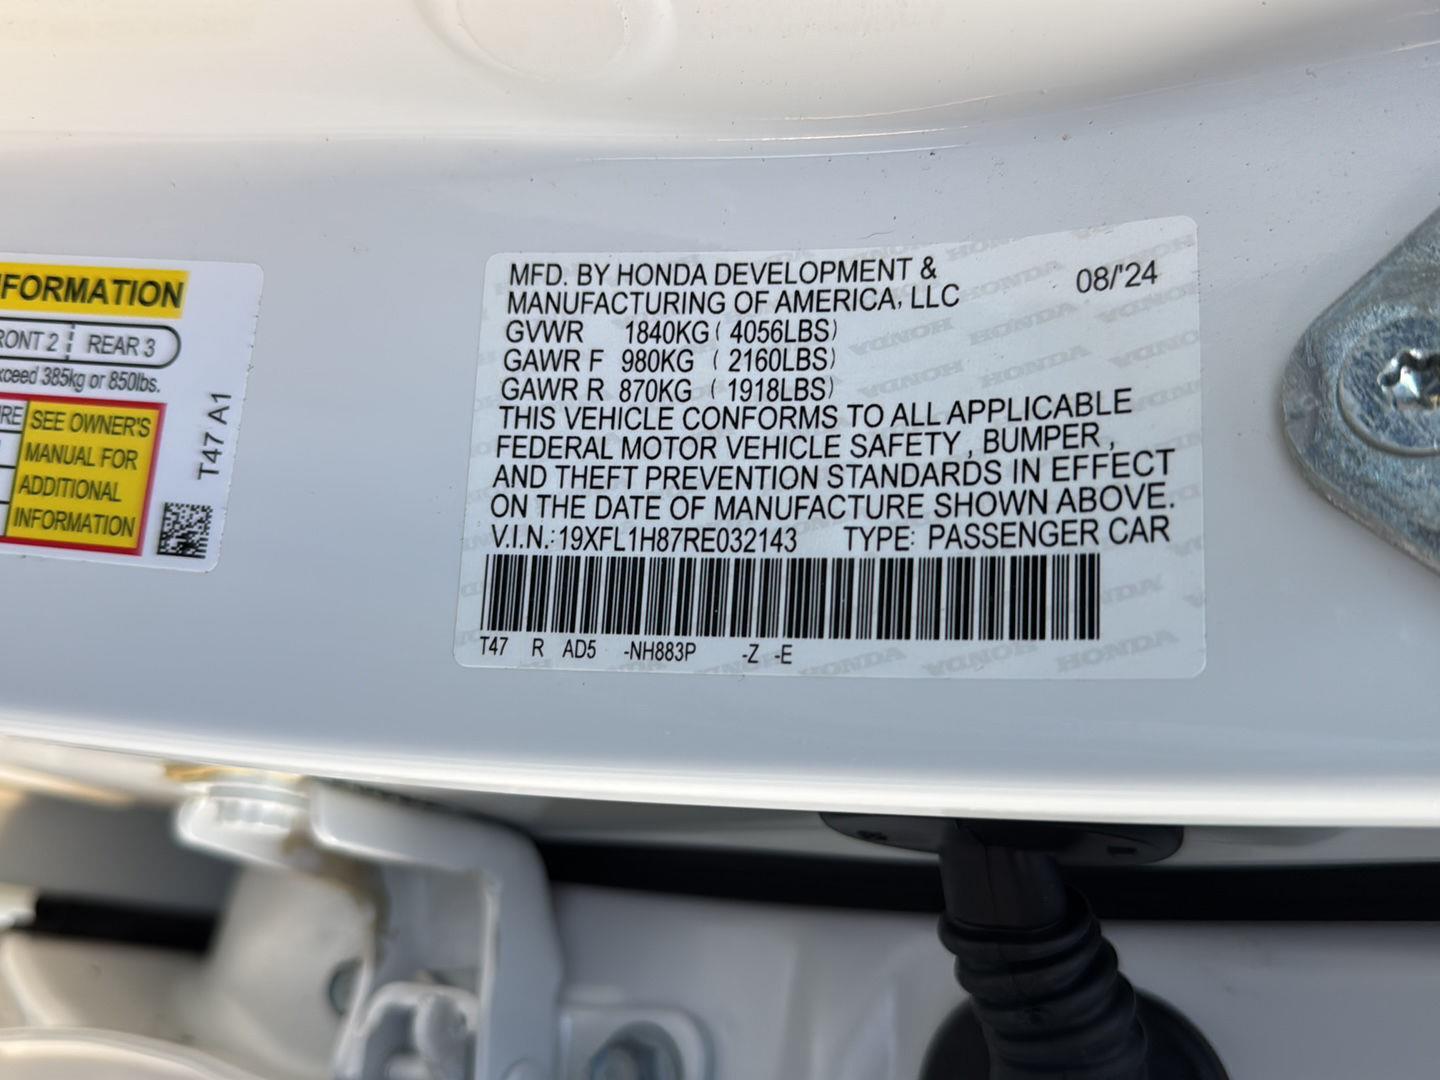 MFD. BY HONDA DEVELOPMENT &
MANUFACTURING OF AMERICA, LLC 08/'24
GVWR 1840KG (4056LBS)
GAWR F 980KG (2160LBS)
GAWR R 870KG (1918LBS)
THIS VEHICLE CONFORMS TO ALL APPLICABLE
FEDERAL MOTOR VEHICLE SAFETY, BUMPER,
AND THEFT PREVENTION STANDARDS IN EFFECT
ON THE DATE OF MANUFACTURE SHOWN ABOVE.
V.I.N.: 19XFL1H87RE032143 TYPE: PASSENGER CAR
T47 R AD5 -NH883P -Z -E
NFORMATION
RONT 2 REAR 3
xceed 385kg or 850lbs.
IRE
SEE OWNER'S
MANUAL FOR
ADDITIONAL
INFORMATION
T47 A1